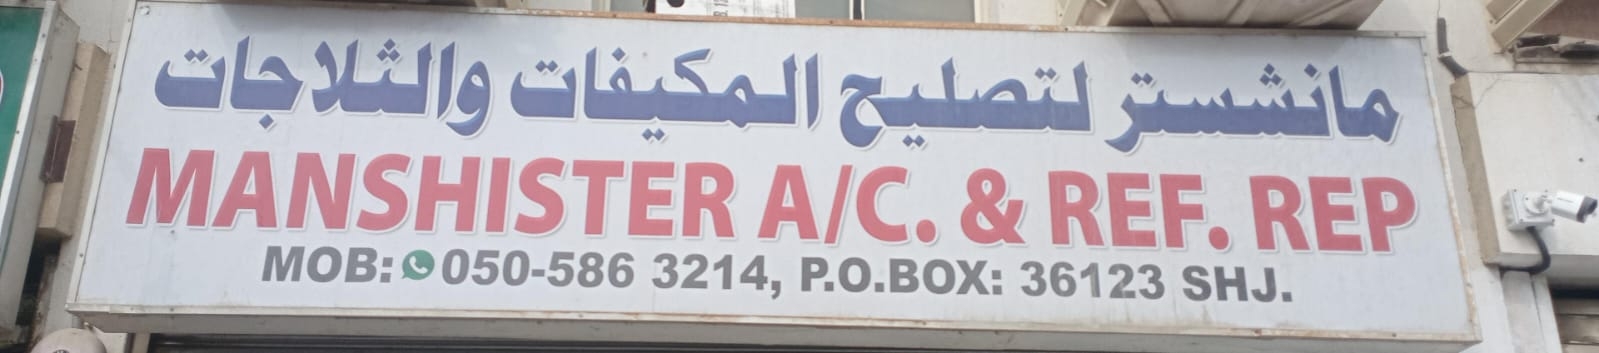 مانشستر لتصليح المكيفات والثلاجات
MANSHISTER A/C. & REF. REP
MOB: 050-586 3214, P.O.BOX: 36123 SHJ.